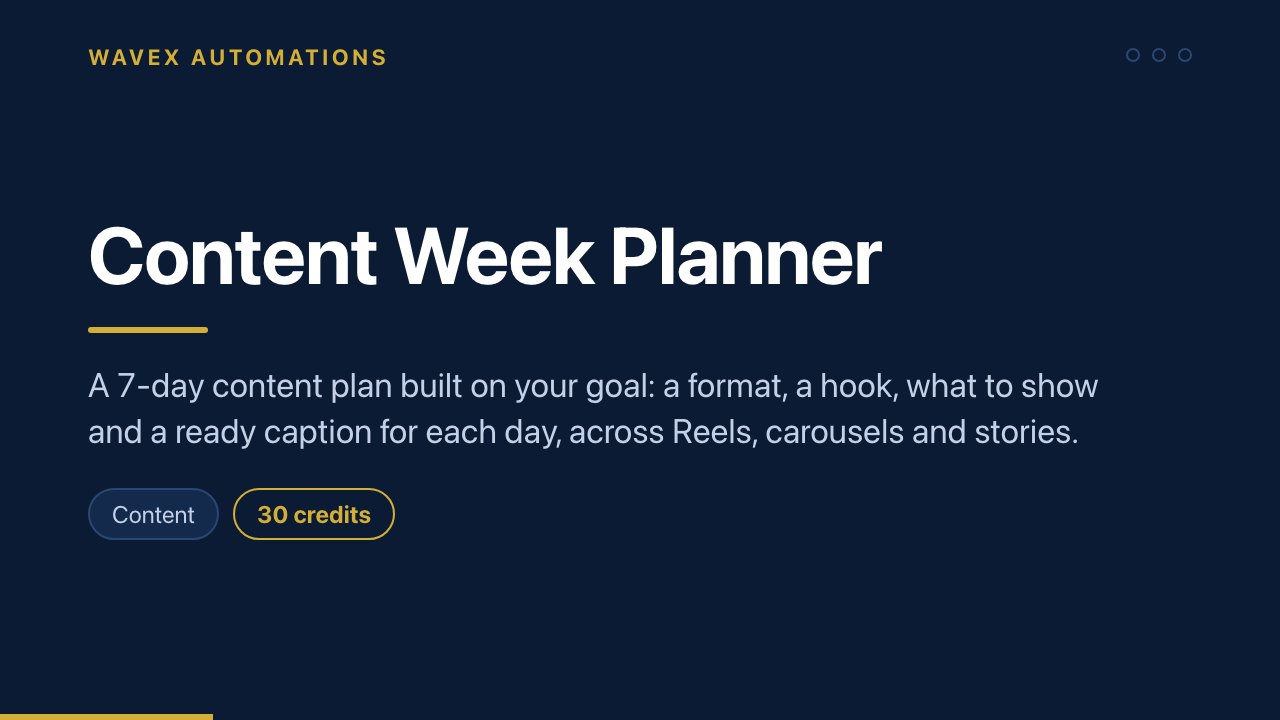 WAVEX AUTOMATIONS
Content Week Planner
A 7-day content plan built on your goal: a format, a hook, what to show
and a ready caption for each day, across Reels, carousels and stories.
Content
30 credits